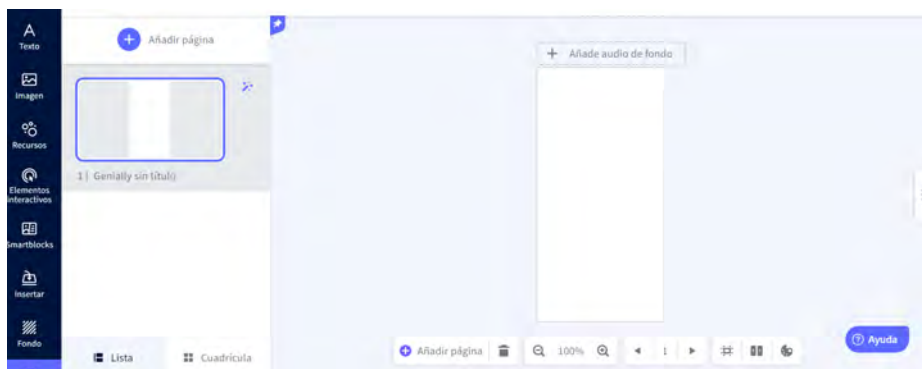 Texto
Imagen
Recursos
Elementos
interactivos
Smartblocks
Insertar
Fondo
Añadir página
1 | Genially sin título
Lista
Cuadrícula
Añade audio de fondo
Añadir página
100%
1
Ayuda